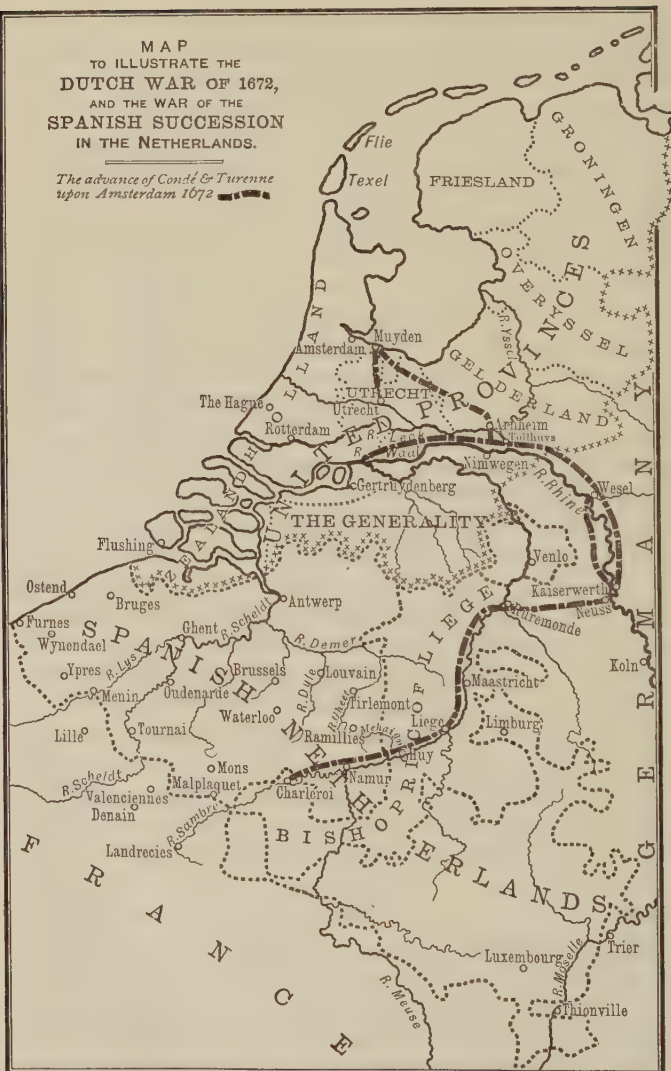 MAP
TO ILLUSTRATE THE
DUTCH WAR OF 1672,
AND THE WAR OF THE
SPANISH SUCCESSION
IN THE NETHERLANDS.
The advance of Condé & Turenne
upon Amsterdam 1672
Flie
Texel
FRIESLAND
GRONINGEN
OVERYSSEL
R. Yssel
HOLLAND
Muyden
Amsterdam
GELDERLAND
UTRECHT
Utrecht
UNITED PROVINCES
The Hague
Rotterdam
R. Leck
R. Waal
Arnheim
Tollhuys
Nimwegen
R. Rhine
Wesel
Gertruydenberg
ZEALAND
THE GENERALITY
Flushing
Venlo
Kaiserwerth
Neuss
Ruremonde
Ostend
Bruges
Antwerp
Furnes
Wynendael
Ghent
R. Scheldt
R. Demer
Koln
GERMANY
SPANISH NETHERLANDS
Ypres
R. Lys
Brussels
R. Dyle
Louvain
Maastricht
Menin
Oudenarde
Tirlemont
Waterloo
Lille
Tournai
Ramillies
Liege
Limburg
BISHOPRIC OF LIEGE
Mons
Huy
Namur
R. Scheldt
Malplaquet
Charleroi
Valenciennes
Denain
R. Sambre
Landrecies
FRANCE
Luxembourg
Trier
R. Moselle
R. Meuse
Thionville